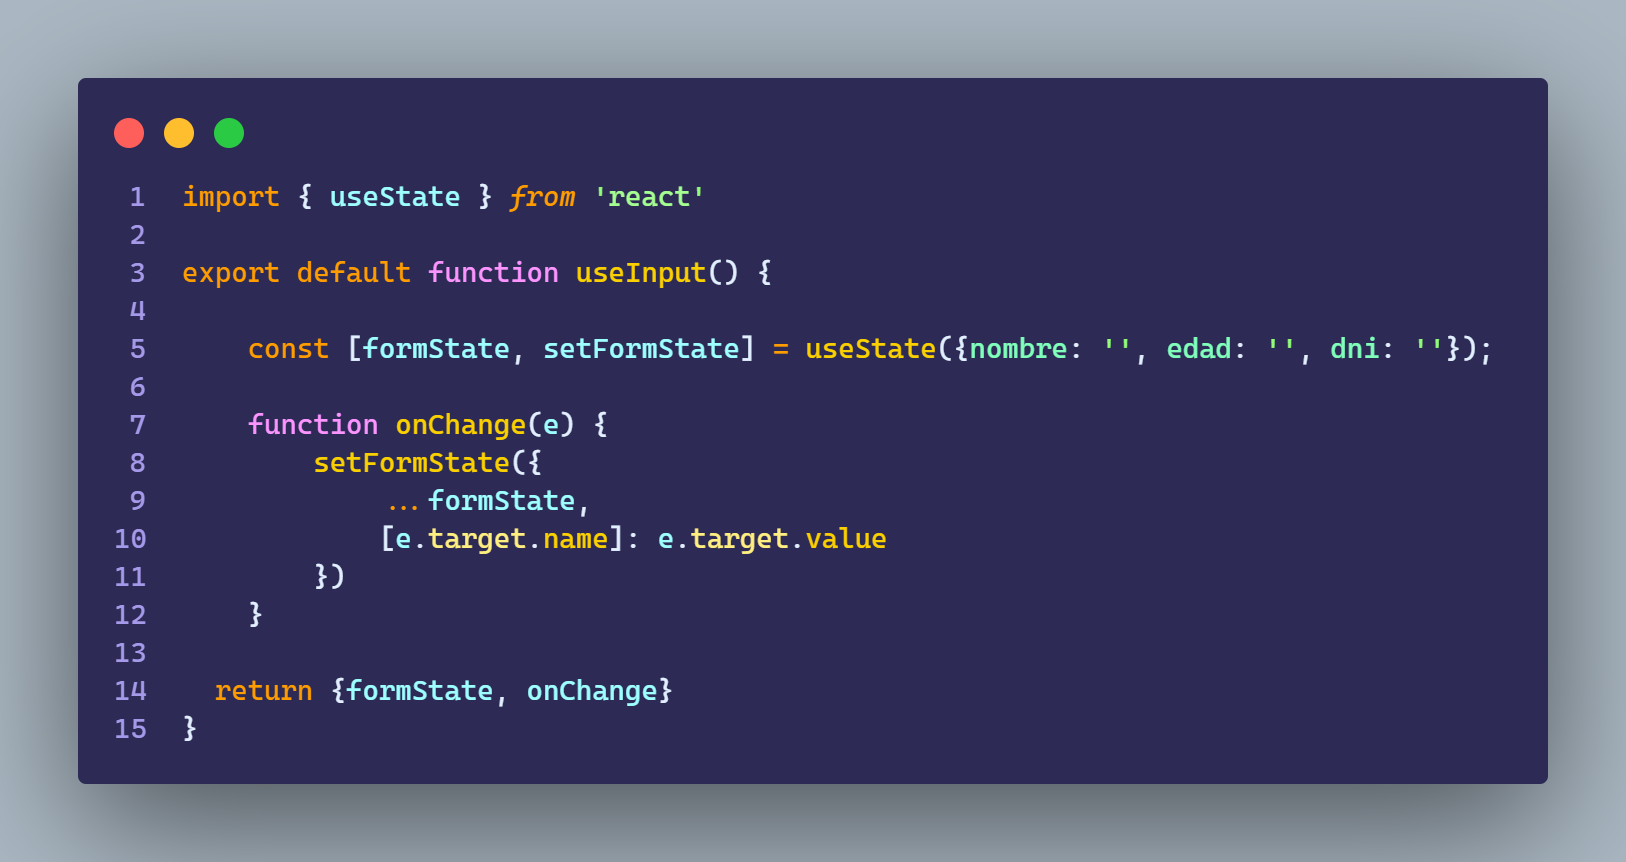 1 import { useState } from 'react'
2
3 export default function useInput() {
4
5     const [formState, setFormState] = useState({nombre: '', edad: '', dni: ''});
6
7     function onChange(e) {
8         setFormState({
9             ...formState,
10             [e.target.name]: e.target.value
11         })
12     }
13
14   return {formState, onChange}
15 }